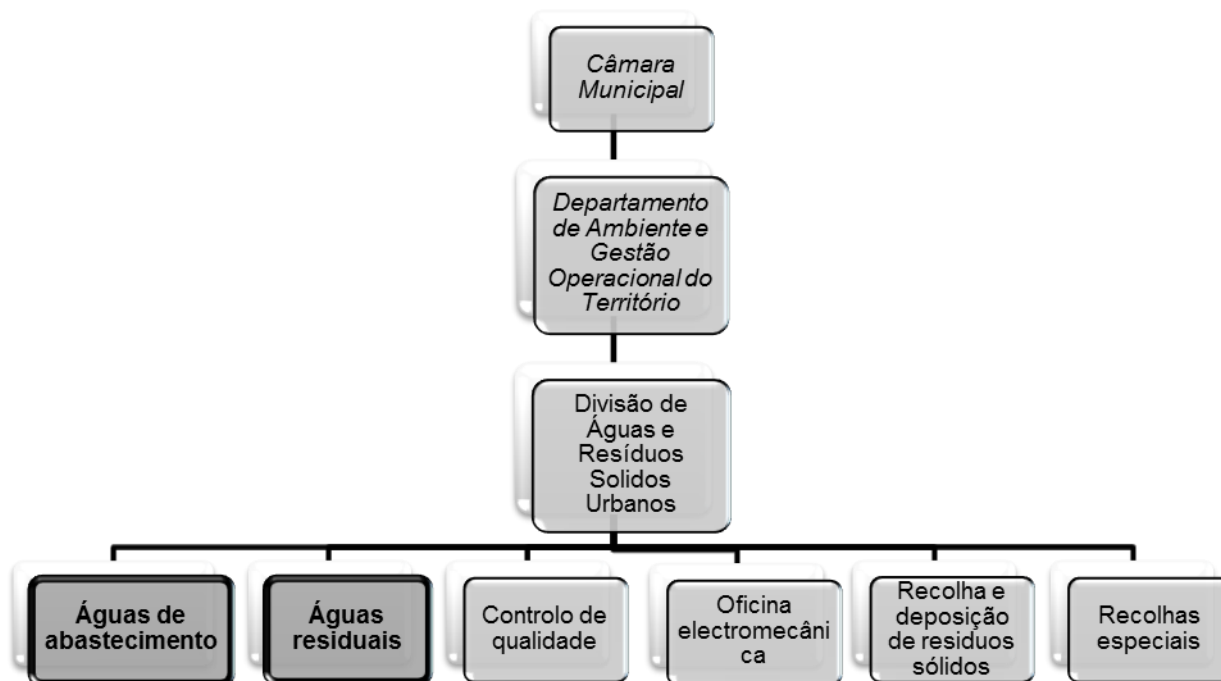 Câmara
Municipal
Departamento
de Ambiente e
Gestão
Operacional do
Território
Divisão de
Águas e
Resíduos
Solidos
Urbanos
Águas de
abastecimento
Águas
residuais
Controlo de
qualidade
Oficina
electromecâni
ca
Recolha e
deposição
de residuos
sólidos
Recolhas
especiais